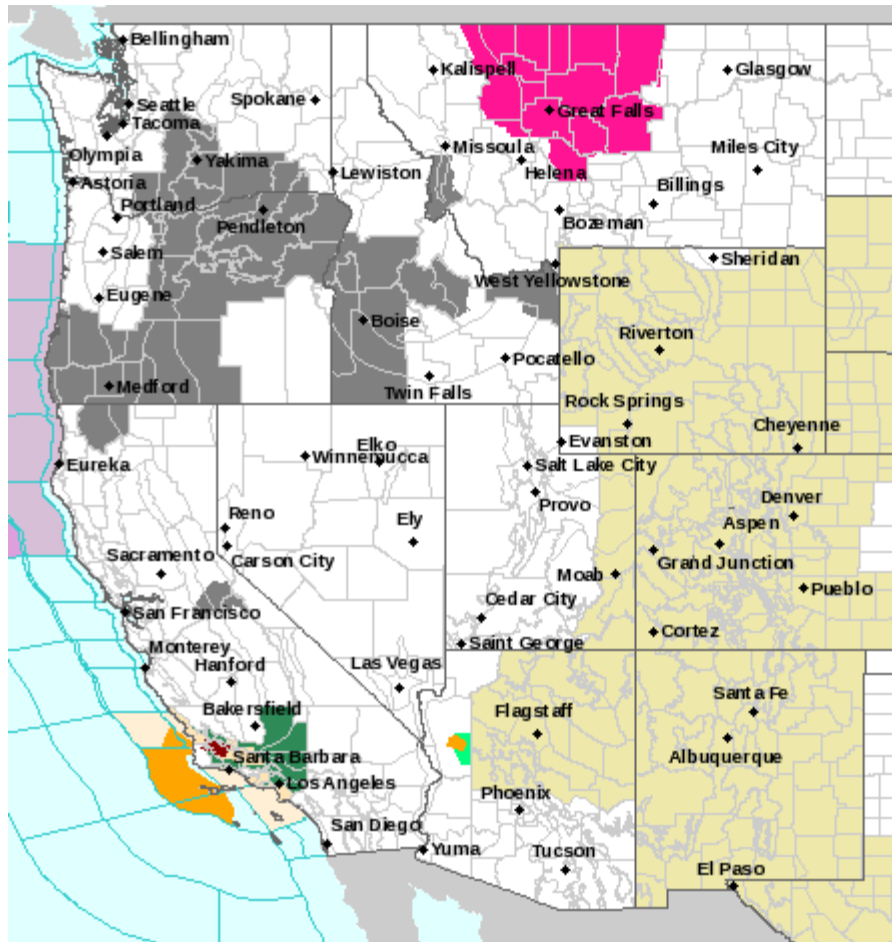 Bellingham
Kalispell
Glasgow
Spokane
Seattle
Great Falls
Tacoma
Olympia
Missoula
Yakima
Helena
Miles City
Lewiston
Astoria
Billings
Portland
Pendleton
Bozeman
Salem
Sheridan
West Yellowstone
Eugene
Boise
Riverton
Pocatello
Medford
Twin Falls
Rock Springs
Cheyenne
Elko
Evanston
Winnemucca
Eureka
Salt Lake City
Denver
Provo
Reno
Ely
Aspen
Sacramento
Carson City
Grand Junction
Moab
Pueblo
Cedar City
San Francisco
Cortez
Saint George
Monterey
Hanford
Las Vegas
Santa Fe
Bakersfield
Flagstaff
Santa Barbara
Albuquerque
Los Angeles
Phoenix
San Diego
Yuma
Tucson
El Paso